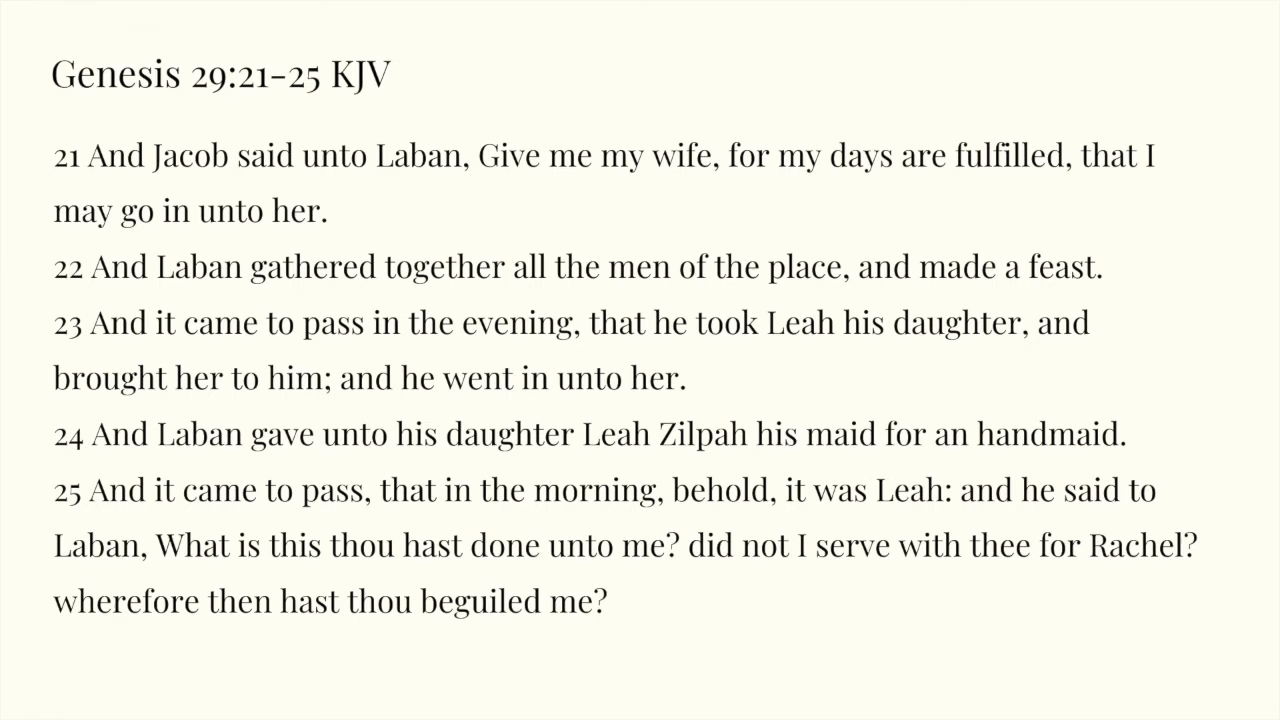 Genesis 29:21-25 KJV
21 And Jacob said unto Laban, Give me my wife, for my days are fulfilled, that I
may go in unto her.
22 And Laban gathered together all the men of the place, and made a feast.
23 And it came to pass in the evening, that he took Leah his daughter, and
brought her to him; and he went in unto her.
24 And Laban gave unto his daughter Leah Zilpah his maid for an handmaid.
25 And it came to pass, that in the morning, behold, it was Leah: and he said to
Laban, What is this thou hast done unto me? did not I serve with thee for Rachel?
wherefore then hast thou beguiled me?